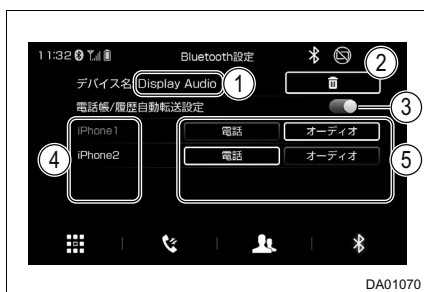 11:32 Bluetooth設定
2
デバイス名 Display Audio 1
電話帳/履歴自動転送設定 3
iPhone1 電話 オーディオ
4 iPhone2 電話 オーディオ 5
DA01070